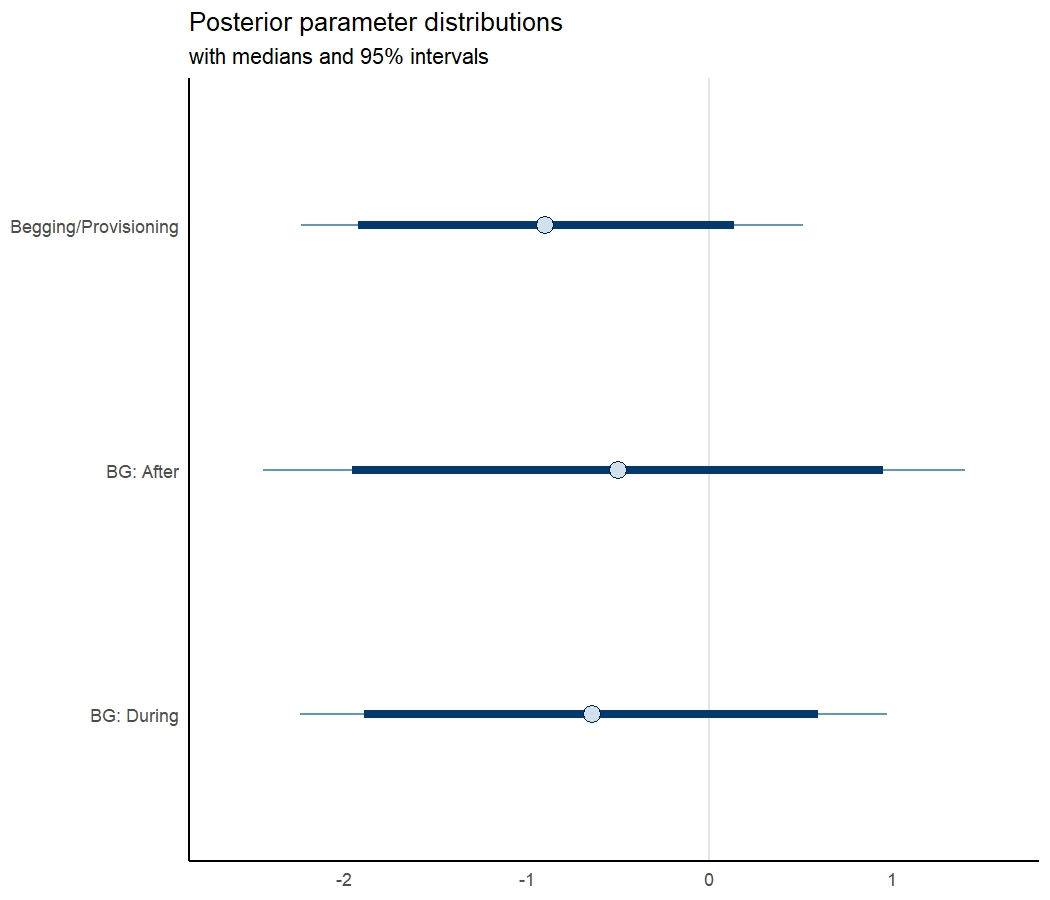 Posterior parameter distributions
with medians and 95% intervals
Begging/Provisioning
BG: After
BG: During
-2 -1 0 1